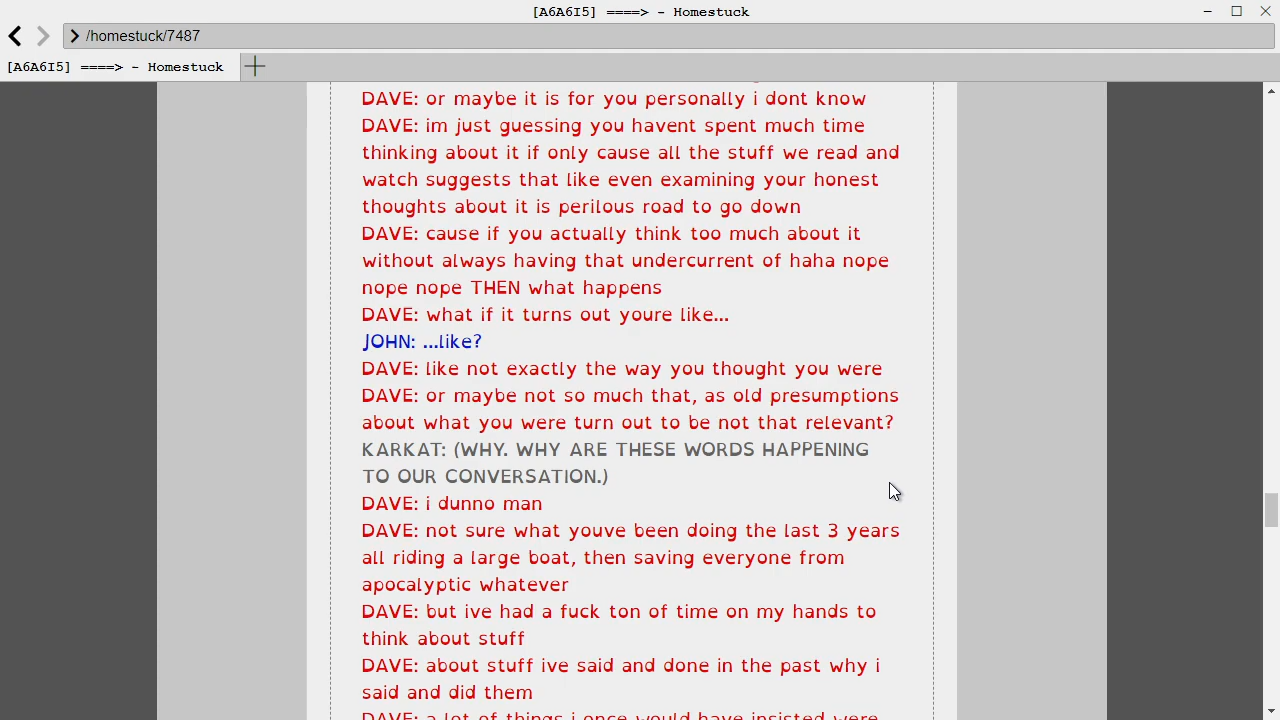 [A6A6I5] ====> - Homestuck
/homestuck/7487
[A6A6I5] ====> - Homestuck
DAVE: or maybe it is for you personally i dont know
DAVE: im just guessing you havent spent much time
thinking about it if only cause all the stuff we read and
watch suggests that like even examining your honest
thoughts about it is perilous road to go down
DAVE: cause if you actually think too much about it
without always having that undercurrent of haha nope
nope nope THEN what happens
DAVE: what if it turns out youre like...
JOHN: ...like?
DAVE: like not exactly the way you thought you were
DAVE: or maybe not so much that, as old presumptions
about what you were turn out to be not that relevant?
KARKAT: (WHY. WHY ARE THESE WORDS HAPPENING
TO OUR CONVERSATION.)
DAVE: i dunno man
DAVE: not sure what youve been doing the last 3 years
all riding a large boat, then saving everyone from
apocalyptic whatever
DAVE: but ive had a fuck ton of time on my hands to
think about stuff
DAVE: about stuff ive said and done in the past why i
said and did them
DAVE: a lot of things i once would have insisted were